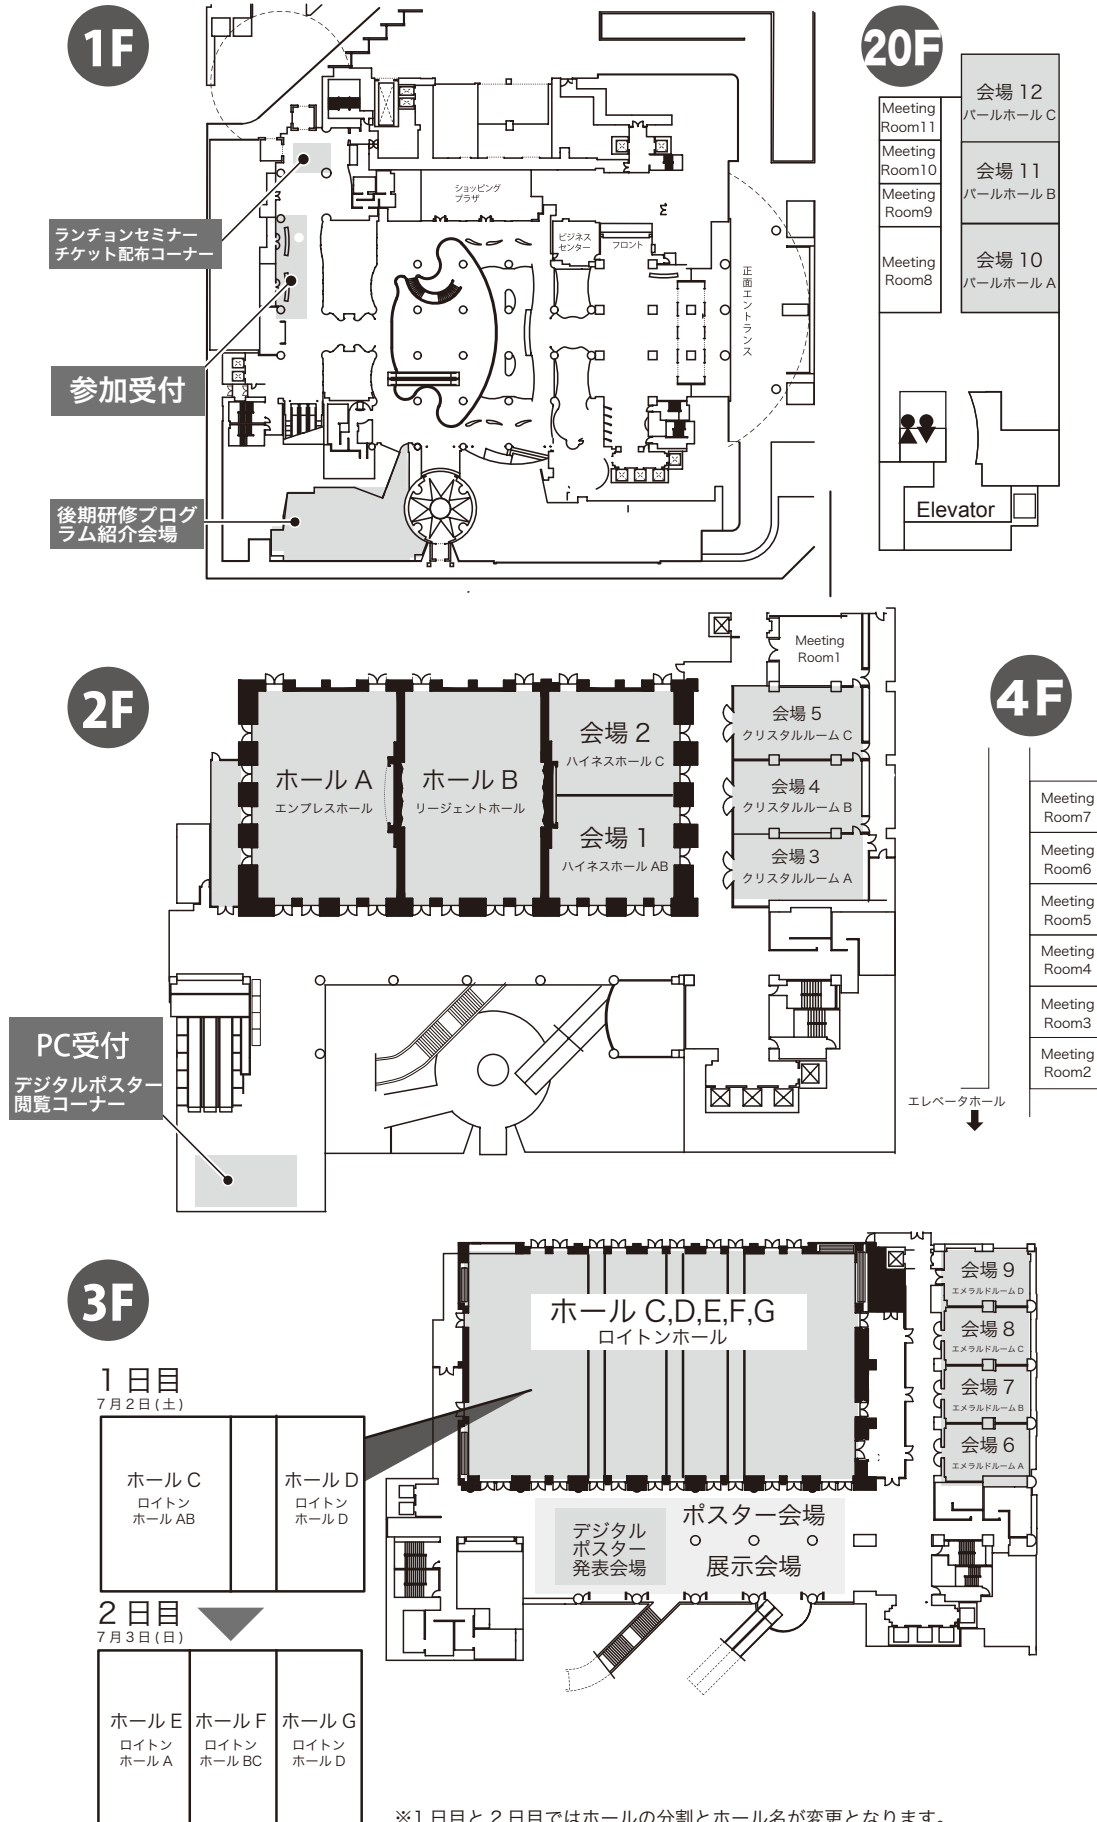 1F
ランチョンセミナー
チケット配布コーナー
参加受付
後期研修プログ
ラム紹介会場
ショッピング
プラザ
ビジネス
センター
フロント
正面エントランス
20F
会場 12
パールホール C
会場 11
パールホール B
会場 10
パールホール A
Meeting
Room11
Meeting
Room10
Meeting
Room9
Meeting
Room8
Elevator
2F
ホール A
エンプレスホール
ホール B
リージェントホール
会場 2
ハイネスホール C
会場 1
ハイネスホール AB
Meeting
Room1
会場 5
クリスタルルーム C
会場 4
クリスタルルーム B
会場 3
クリスタルルーム A
PC受付
デジタルポスター
閲覧コーナー
4F
Meeting
Room7
Meeting
Room6
Meeting
Room5
Meeting
Room4
Meeting
Room3
Meeting
Room2
エレベータホール
3F
ホール C,D,E,F,G
ロイトンホール
会場 9
エメラルドルーム D
会場 8
エメラルドルーム C
会場 7
エメラルドルーム B
会場 6
エメラルドルーム A
デジタル
ポスター
発表会場
ポスター会場
展示会場
1 日目
7月2日(土)
ホール C
ロイトン
ホール AB
ホール D
ロイトン
ホール D
2 日目
7月3日(日)
ホール E
ロイトン
ホール A
ホール F
ロイトン
ホール BC
ホール G
ロイトン
ホール D
※1 日目と 2 日目ではホールの分割とホール名が変更となります。